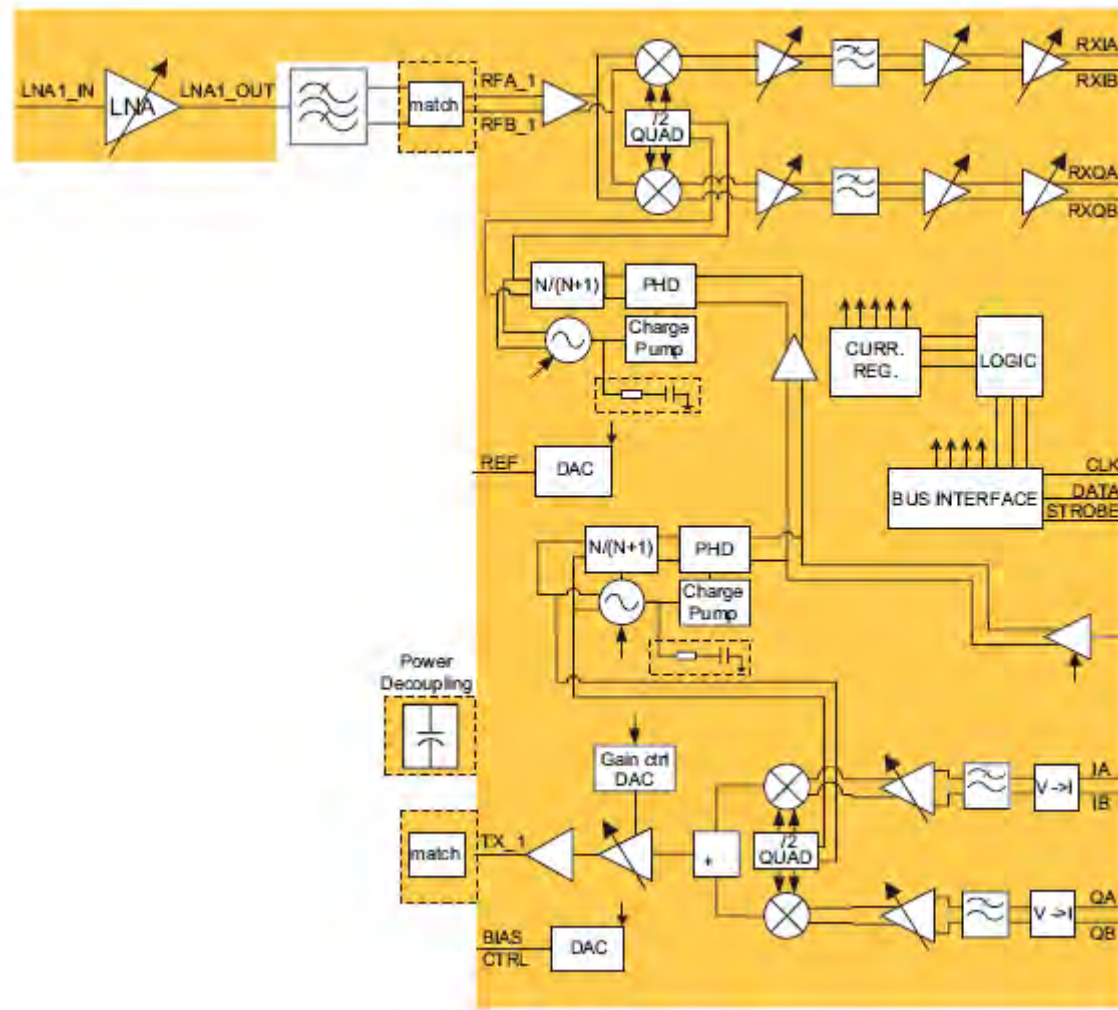 LNA1_IN
LNA
LNA1_OUT
match
RFA_1
RFB_1
/2
QUAD
RXIA
RXIB
RXQA
RXQB
N/(N+1)
PHD
Charge
Pump
CURR.
REG.
LOGIC
REF
DAC
BUS INTERFACE
CLK
DATA
STROBE
N/(N+1)
PHD
Charge
Pump
Power
Decoupling
Gain ctrl
DAC
IA
IB
V ->I
match
TX_1
+
/2
QUAD
QA
QB
V ->I
BIAS
CTRL
DAC